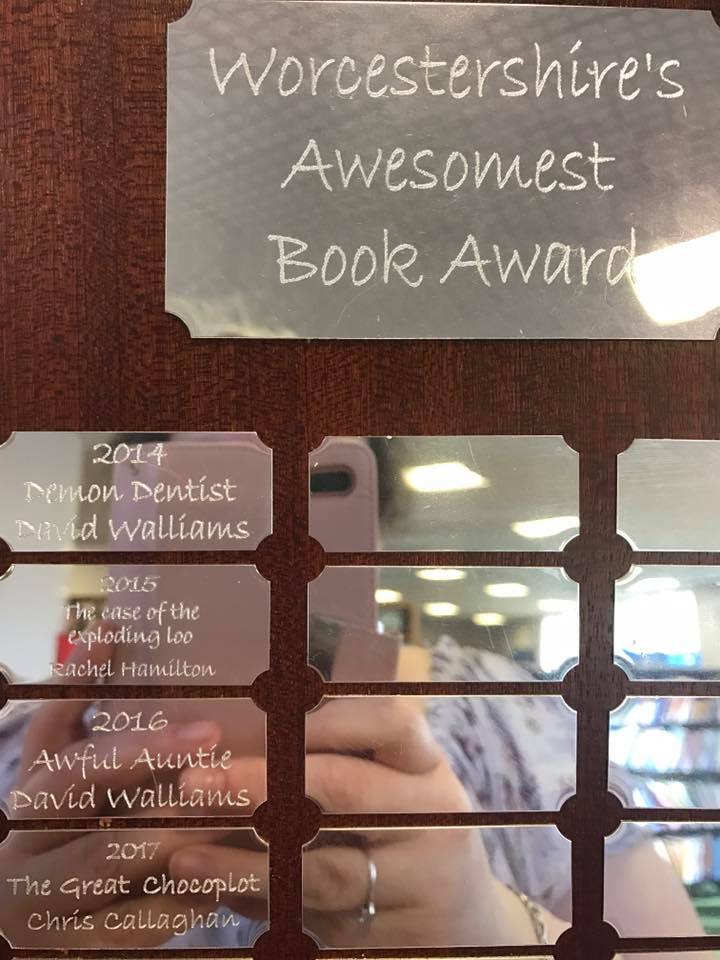 Worcestershire's
Awesomest
Book Award
2014
Demon Dentist
David Walliams
2015
The case of the
exploding loo
Rachel Hamilton
2016
Awful Auntie
David Walliams
2017
The Great Chocoplot
Chris Callaghan